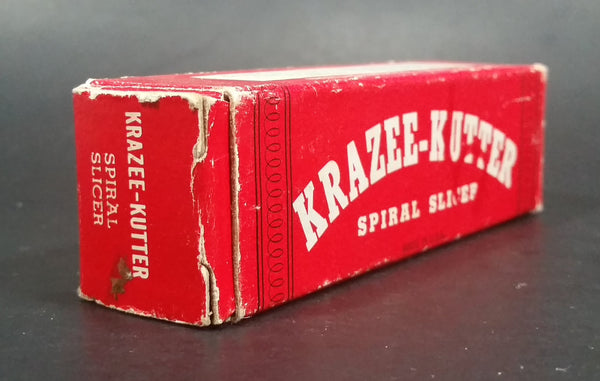 KRAZEE-KUTTER
SPIRAL
SLICER
KRAZEE-KUTTER
SPIRAL SLICER